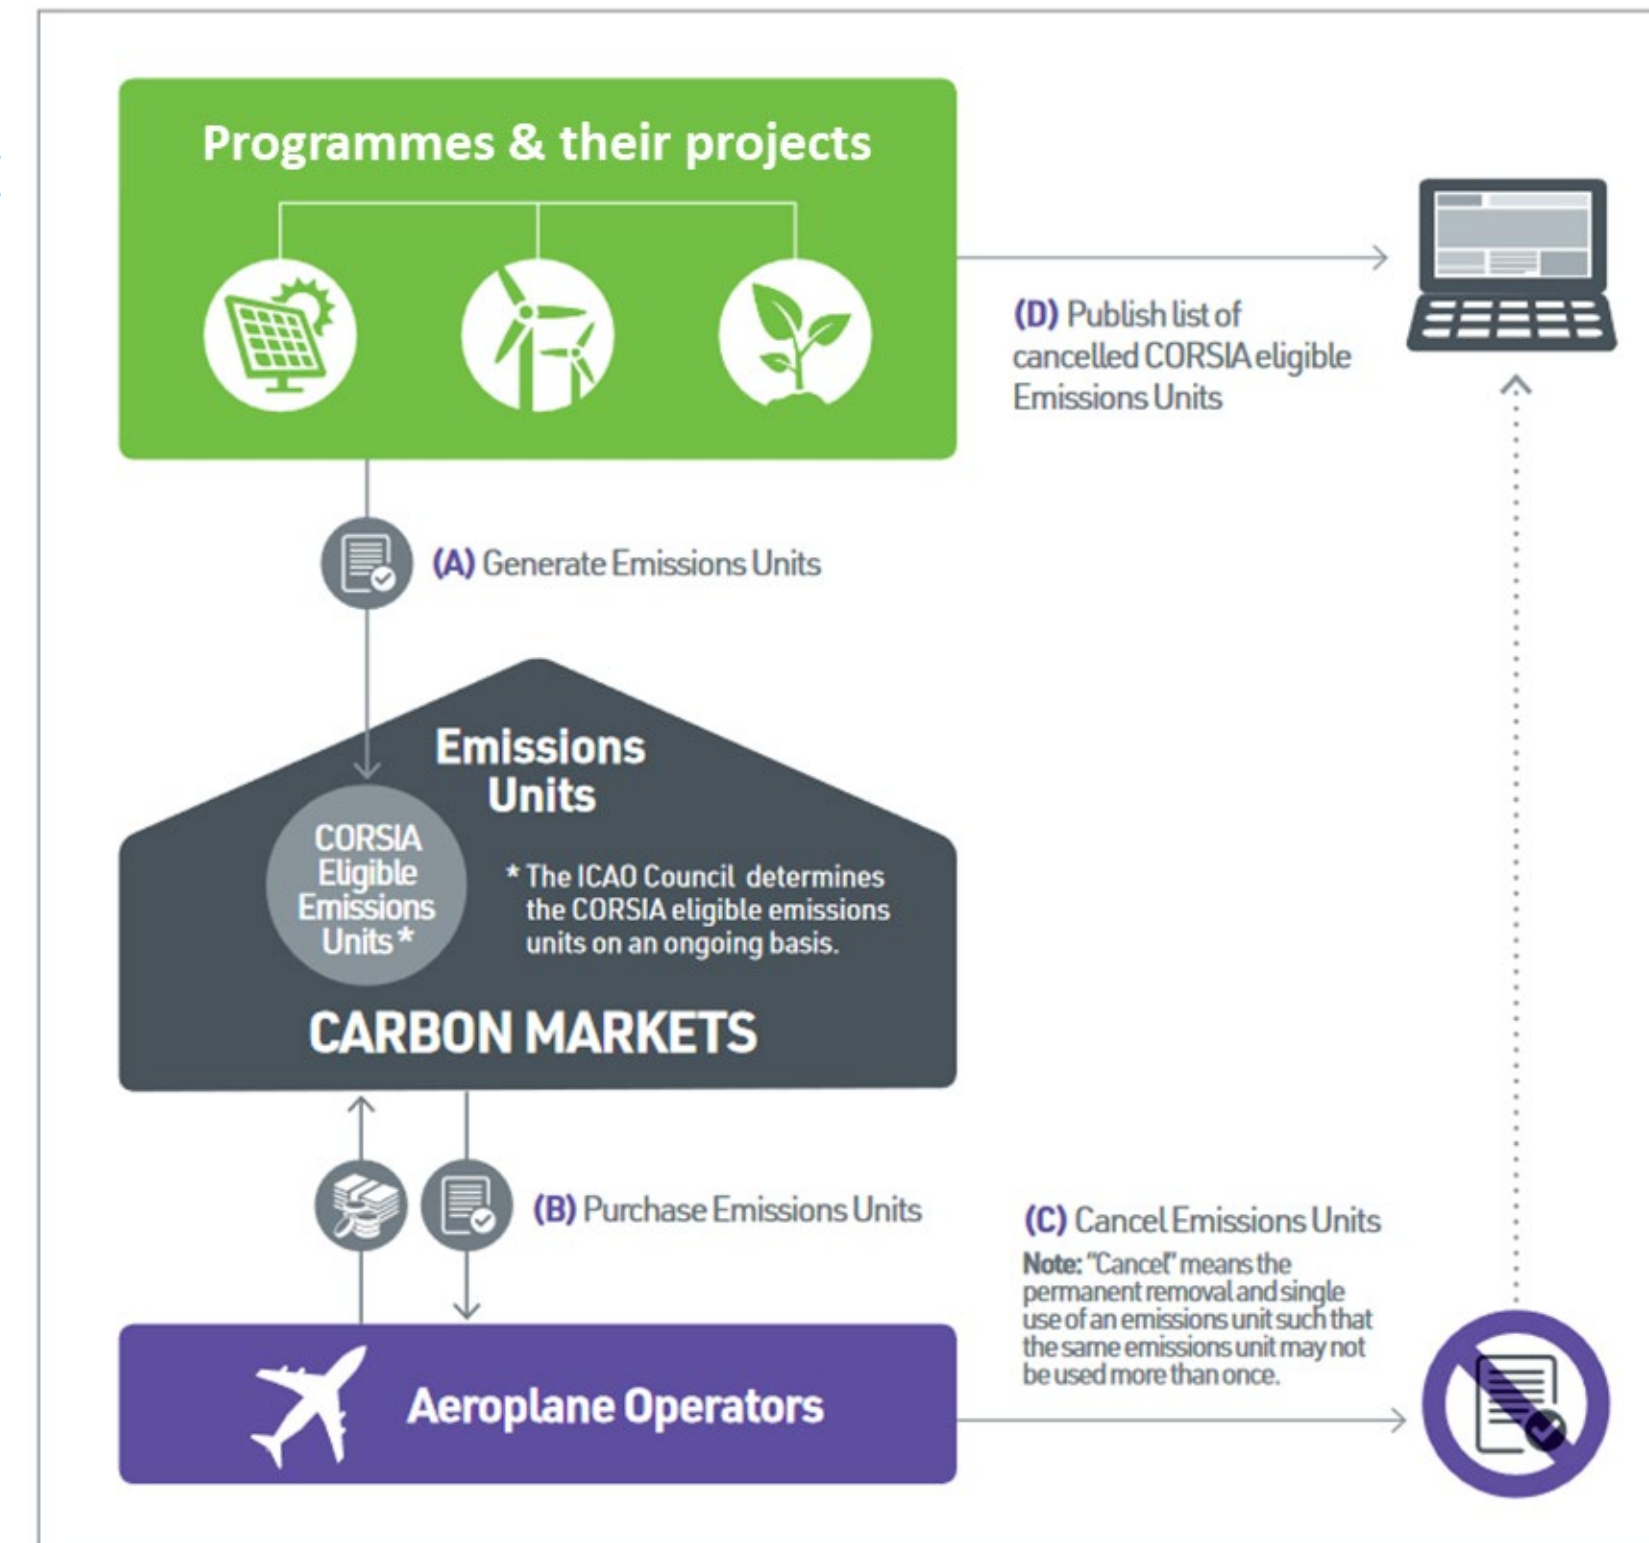 Programmes & their projects
(D) Publish list of
cancelled CORSIA eligible
Emissions Units
(A) Generate Emissions Units
Emissions
Units
CORSIA
Eligible
Emissions
Units *
* The ICAO Council determines
the CORSIA eligible emissions
units on an ongoing basis.
CARBON MARKETS
(B) Purchase Emissions Units
(C) Cancel Emissions Units
Note: "Cancel" means the
permanent removal and single
use of an emissions unit such that
the same emissions unit may not
be used more than once.
Aeroplane Operators